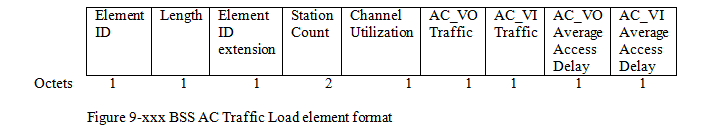 Element ID | Length | Element ID extension | Station Count | Channel Utilization | AC_VO Traffic | AC_VI Traffic | AC_VO Average Access Delay | AC_VI Average Access Delay
Octets 1 1 1 2 1 1 1 1 1
Figure 9-xxx BSS AC Traffic Load element format